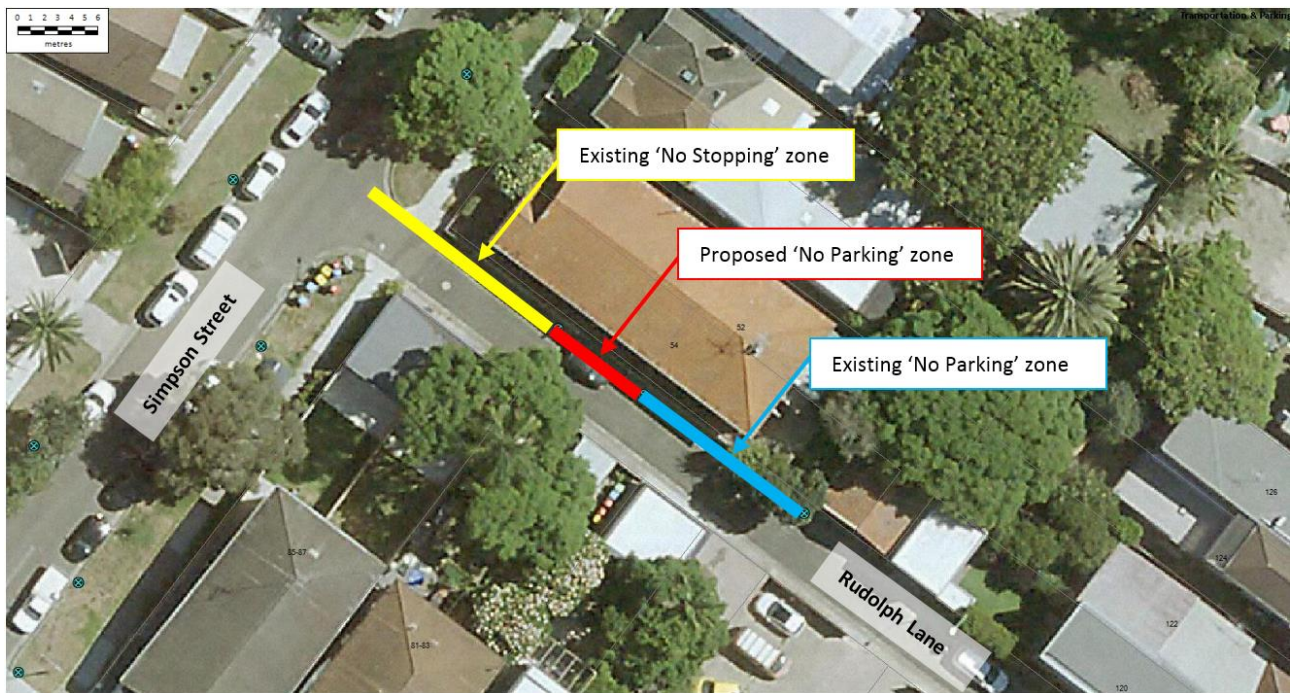 0 1 2 3 4 5 6
metres
Transportation & Parking
Existing ‘No Stopping’ zone
Proposed ‘No Parking’ zone
Existing ‘No Parking’ zone
Simpson Street
Rudolph Lane
52
54
85-87
81-83
126
124
122
120